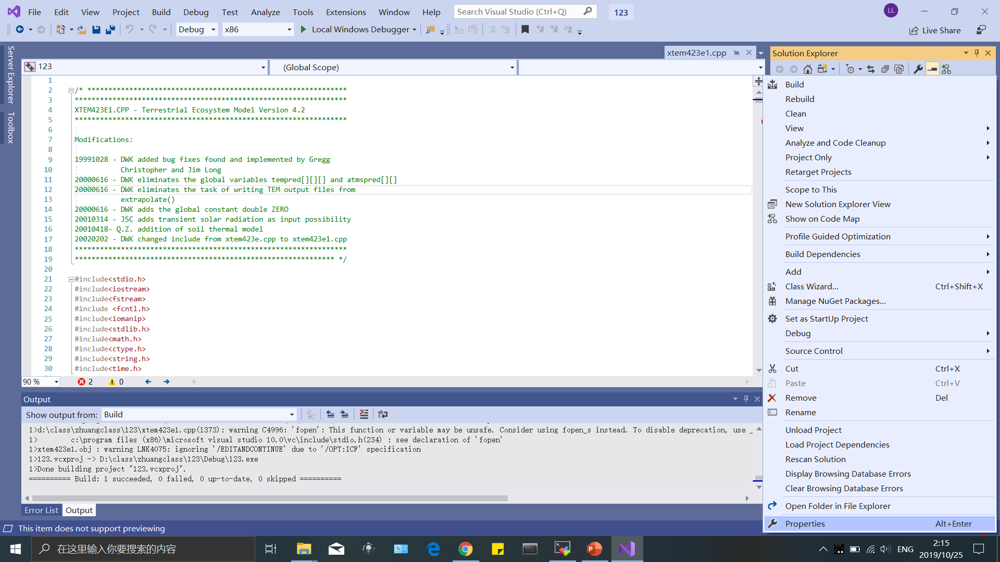 File Edit View Project Build Debug Test Analyze Tools Extensions Window Help Search Visual Studio (Ctrl+Q) 123 LL
Debug x86 Local Windows Debugger Live Share
Server Explorer
Toolbox
xtem423e1.cpp
123 (Global Scope)
1
2 /* **************************************************************
3 *****************************************************************
4 XTEM423E1.CPP - Terrestrial Ecosystem Model Version 4.2
5 *****************************************************************
6
7 Modifications:
8
9 19991028 - DWK added bug fixes found and implemented by Gregg
10 Christopher and Jim Long
11 20000616 - DWK eliminates the global variables tempred[][][] and atmspred[][]
12 20000616 - DWK eliminates the task of writing TEM output files from
13 extrapolate()
14 20000616 - DWK adds the global constant double ZERO
15 20010314 - JSC adds transient solar radiation as input possibility
16 20010418- Q.Z. addition of soil thermal model
17 20020202 - DWK changed include from xtem423e.cpp to xtem423e1.cpp
18 *****************************************************************
19 ************************************************************** */
20
21 #include<stdio.h>
22 #include<iostream>
23 #include<fstream>
24 #include <fcntl.h>
25 #include<iomanip>
26 #include<stdlib.h>
27 #include<math.h>
28 #include<ctype.h>
29 #include<string.h>
30 #include<time.h>
90 % 2 0
Output
Show output from: Build
1>d:\class\zhuangclass\123\xtem423e1.cpp(1373): warning C4996: 'fopen': This function or variable may be unsafe. Consider using fopen_s instead. To disable deprecation, use _
1> c:\program files (x86)\microsoft visual studio 10.0\vc\include\stdio.h(234) : see declaration of 'fopen'
1>xtem423e1.obj : warning LNK4075: ignoring '/EDITANDCONTINUE' due to '/OPT:ICF' specification
1>123.vcxproj -> D:\class\zhuangclass\123\Debug\123.exe
1>Done building project "123.vcxproj".
========== Build: 1 succeeded, 0 failed, 0 up-to-date, 0 skipped ==========
Error List Output
This item does not support previewing
Solution Explorer
Build
Rebuild
Clean
View
Analyze and Code Cleanup
Project Only
Retarget Projects
Scope to This
New Solution Explorer View
Show on Code Map
Profile Guided Optimization
Build Dependencies
Add
Class Wizard... Ctrl+Shift+X
Manage NuGet Packages...
Set as StartUp Project
Debug
Source Control
Cut Ctrl+X
Paste Ctrl+V
Remove Del
Rename
Unload Project
Load Project Dependencies
Rescan Solution
Display Browsing Database Errors
Clear Browsing Database Errors
Open Folder in File Explorer
Properties Alt+Enter
在这里输入你要搜索的内容
ENG
2:15
2019/10/25